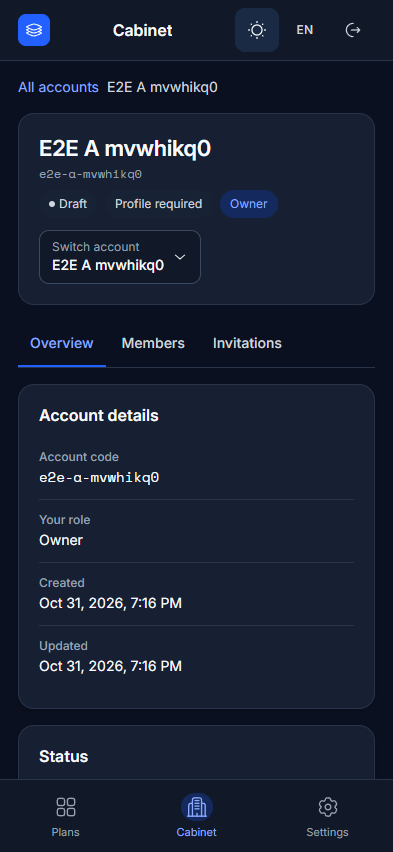 Cabinet
EN
All accounts E2E A mvwhikq0
E2E A mvwhikq0
e2e-a-mvwhikq0
Draft Profile required Owner
Switch account
E2E A mvwhikq0
Overview Members Invitations
Account details
Account code
e2e-a-mvwhikq0
Your role
Owner
Created
Oct 31, 2026, 7:16 PM
Updated
Oct 31, 2026, 7:16 PM
Status
Plans Cabinet Settings